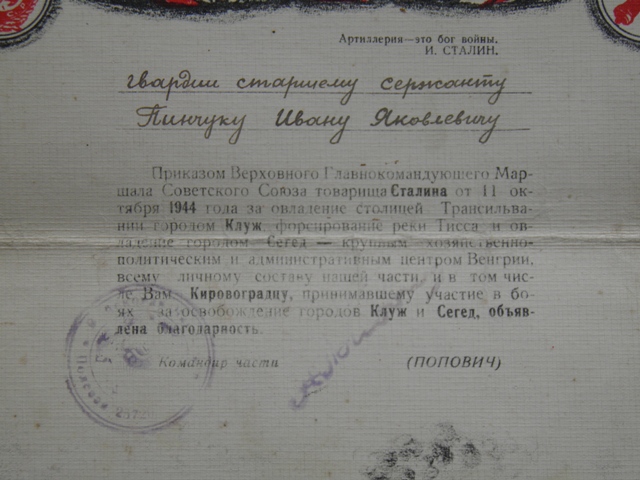 Артиллерия—это бог войны.
И. СТАЛИН.
гвардии старшему сержанту
Пинчуку Ивану Яковлевичу
Приказом Верховного Главнокомандующего Мар-
шала Советского Союза товарища Сталина от 11 ок-
тября 1944 года за овладение столицей Трансильва-
нии городом Клуж, форсирование реки Тисса и ов-
ладение городом Сегед — крупным хозяйственно-
политическим и административным центром Венгрии,
всему личному составу нашей части, и в том чис-
ле Вам, Кировоградцу, принимавшему участие в бо-
ях за освобождение городов Клуж и Сегед, объяв-
лена благодарность.
Командир части (ПОПОВИЧ)